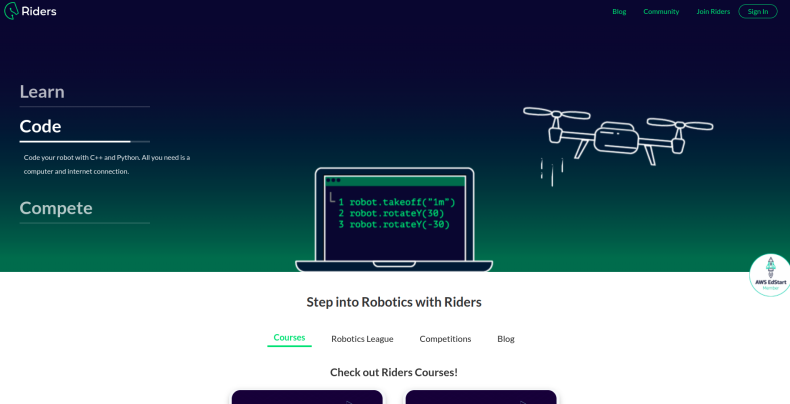 Riders
Blog Community Join Riders Sign In
Learn
Code
Code your robot with C++ and Python. All you need is a
computer and internet connection.
Compete
1 robot.takeoff("1m")
2 robot.rotateY(30)
3 robot.rotateY(-30)
AWS EdStart
Member
Step into Robotics with Riders
Courses Robotics League Competitions Blog
Check out Riders Courses!